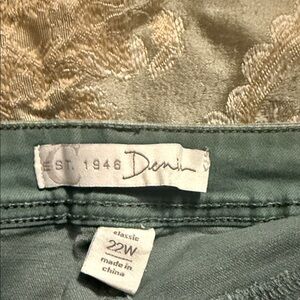 EST. 1946 Denim
classic
22W
made in
china